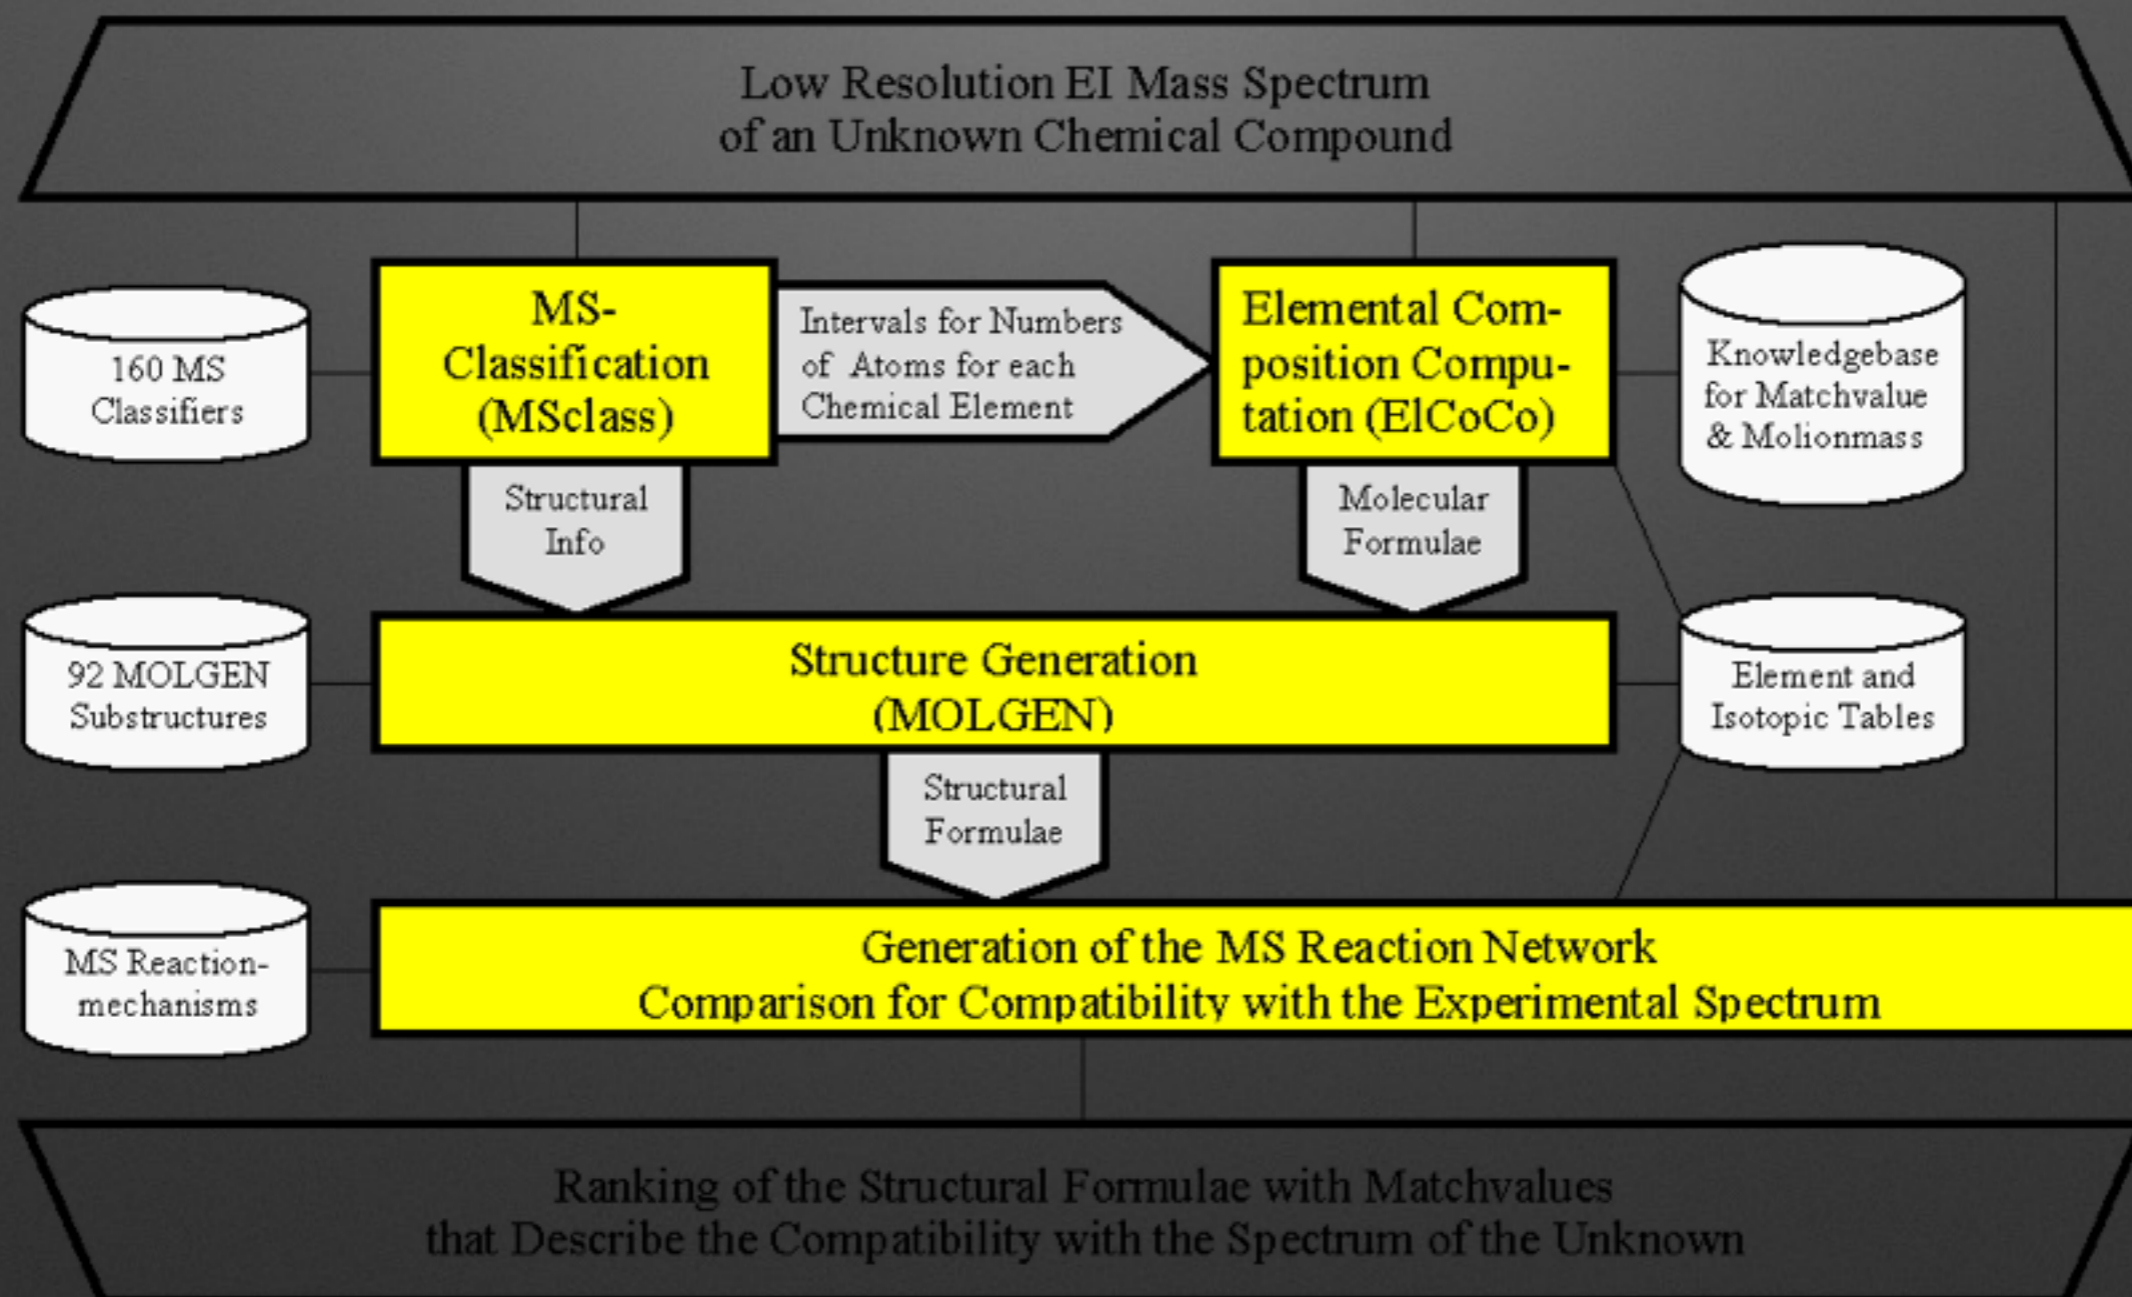 Low Resolution EI Mass Spectrum
of an Unknown Chemical Compound
160 MS
Classifiers
MS-
Classification
(MSclass)
Intervals for Numbers
of Atoms for each
Chemical Element
Elemental Com-
position Compu-
tation (ElCoCo)
Knowledgebase
for Matchvalue
& Molionmass
Structural
Info
Molecular
Formulae
92 MOLGEN
Substructures
Structure Generation
(MOLGEN)
Element and
Isotopic Tables
Structural
Formulae
MS Reaction-
mechanisms
Generation of the MS Reaction Network
Comparison for Compatibility with the Experimental Spectrum
Ranking of the Structural Formulae with Matchvalues
that Describe the Compatibility with the Spectrum of the Unknown